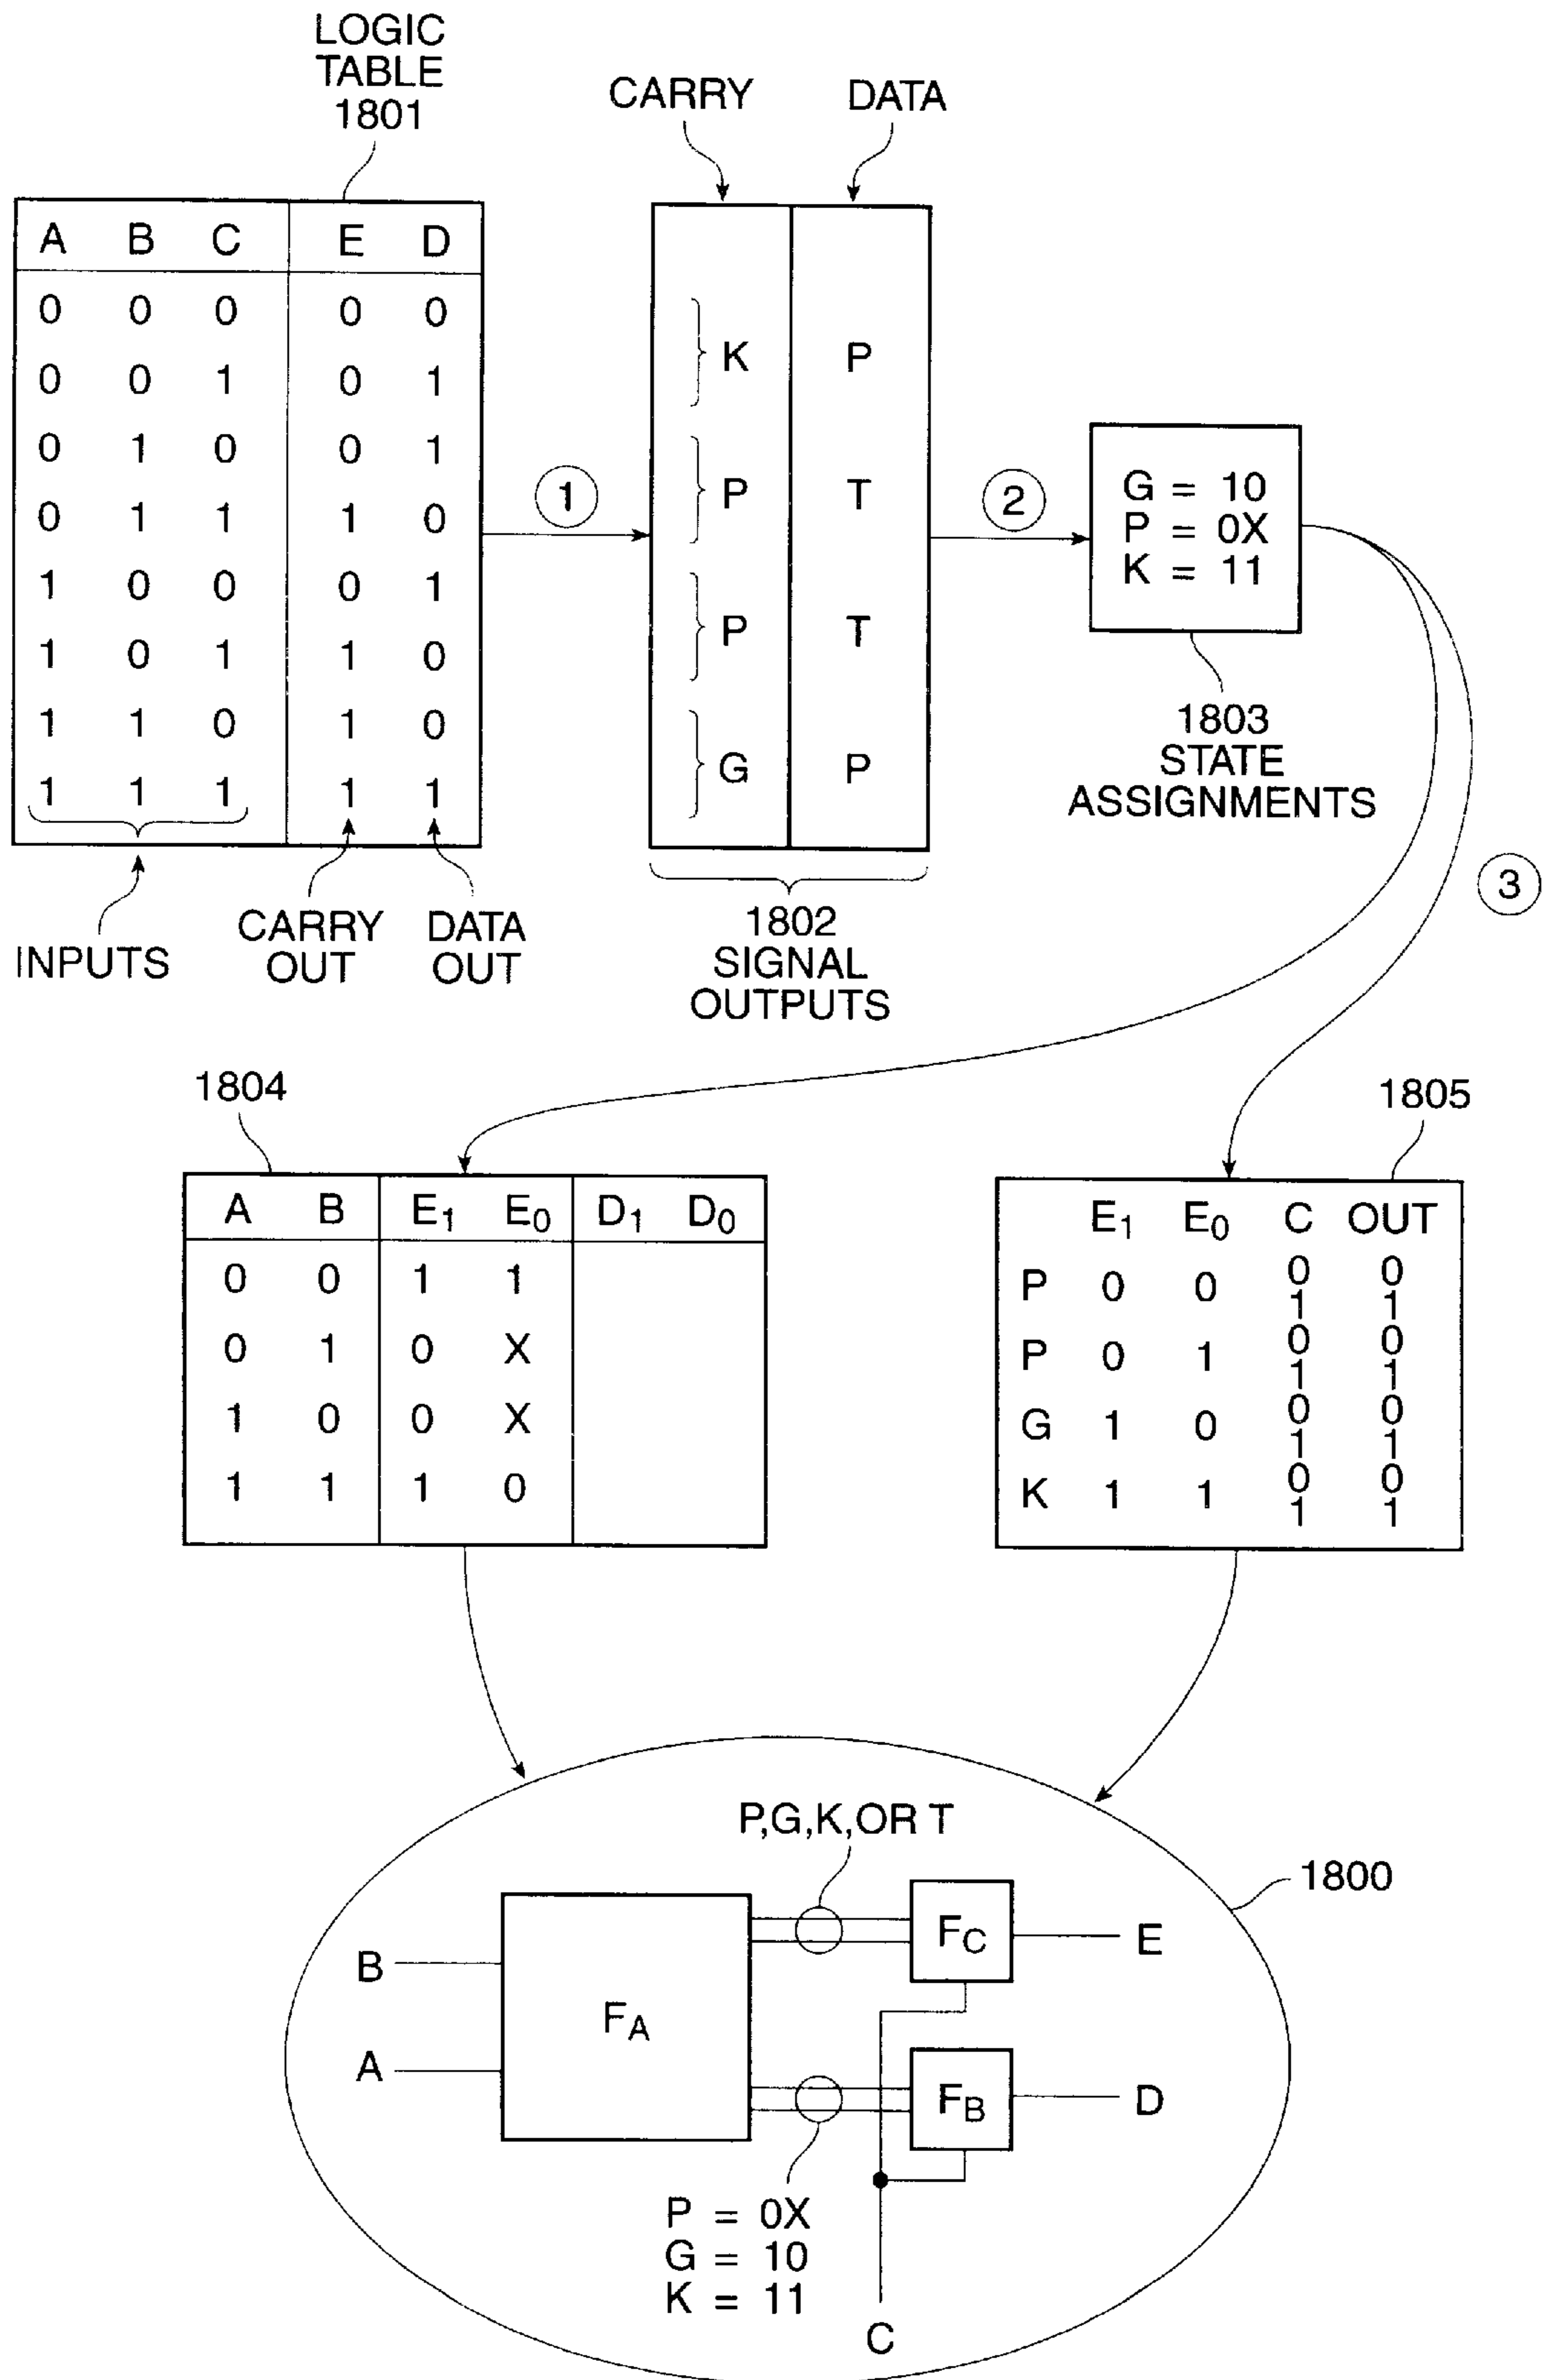 LOGIC
TABLE
1801
CARRY
DATA
A B C E D
0 0 0 0 0
0 0 1 0 1
0 1 0 0 1
0 1 1 1 0
1 0 0 0 1
1 0 1 1 0
1 1 0 1 0
1 1 1 1 1
INPUTS
CARRY
OUT
DATA
OUT
1
K P
P T
P T
G P
1802
SIGNAL
OUTPUTS
2
G = 10
P = 0X
K = 11
1803
STATE
ASSIGNMENTS
3
1804
A B E1 E0 D1 D0
0 0 1 1
0 1 0 X
1 0 0 X
1 1 1 0
1805
E1 E0 C OUT
P 0 0 0 0
1 1
P 0 1 0 0
1 1
G 1 0 0 0
1 1
K 1 1 0 0
1 1
P,G,K,OR T
1800
B
A
FA
FC
E
FB
D
P = 0X
G = 10
K = 11
C